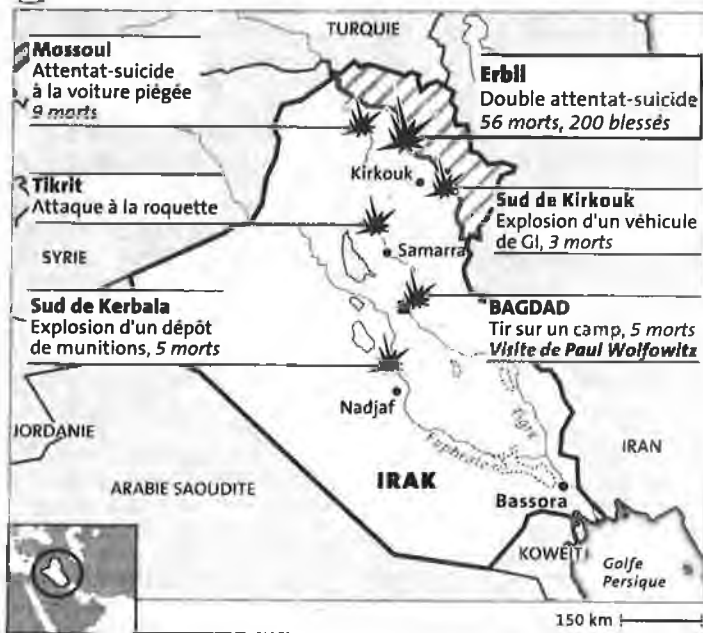 TURQUIE
Mossoul
Attentat-suicide
à la voiture piégée
9 morts
Erbil
Double attentat-suicide
56 morts, 200 blessés
Kirkouk
Tikrit
Attaque à la roquette
Sud de Kirkouk
Explosion d'un véhicule
de GI, 3 morts
Samarra
SYRIE
Sud de Kerbala
Explosion d'un dépôt
de munitions, 5 morts
BAGDAD
Tir sur un camp, 5 morts
Visite de Paul Wolfowitz
Nadjaf
Tigre
JORDANIE
Euphrate
IRAN
ARABIE SAOUDITE
IRAK
Bassora
KOWEÏT
Golfe
Persique
150 km